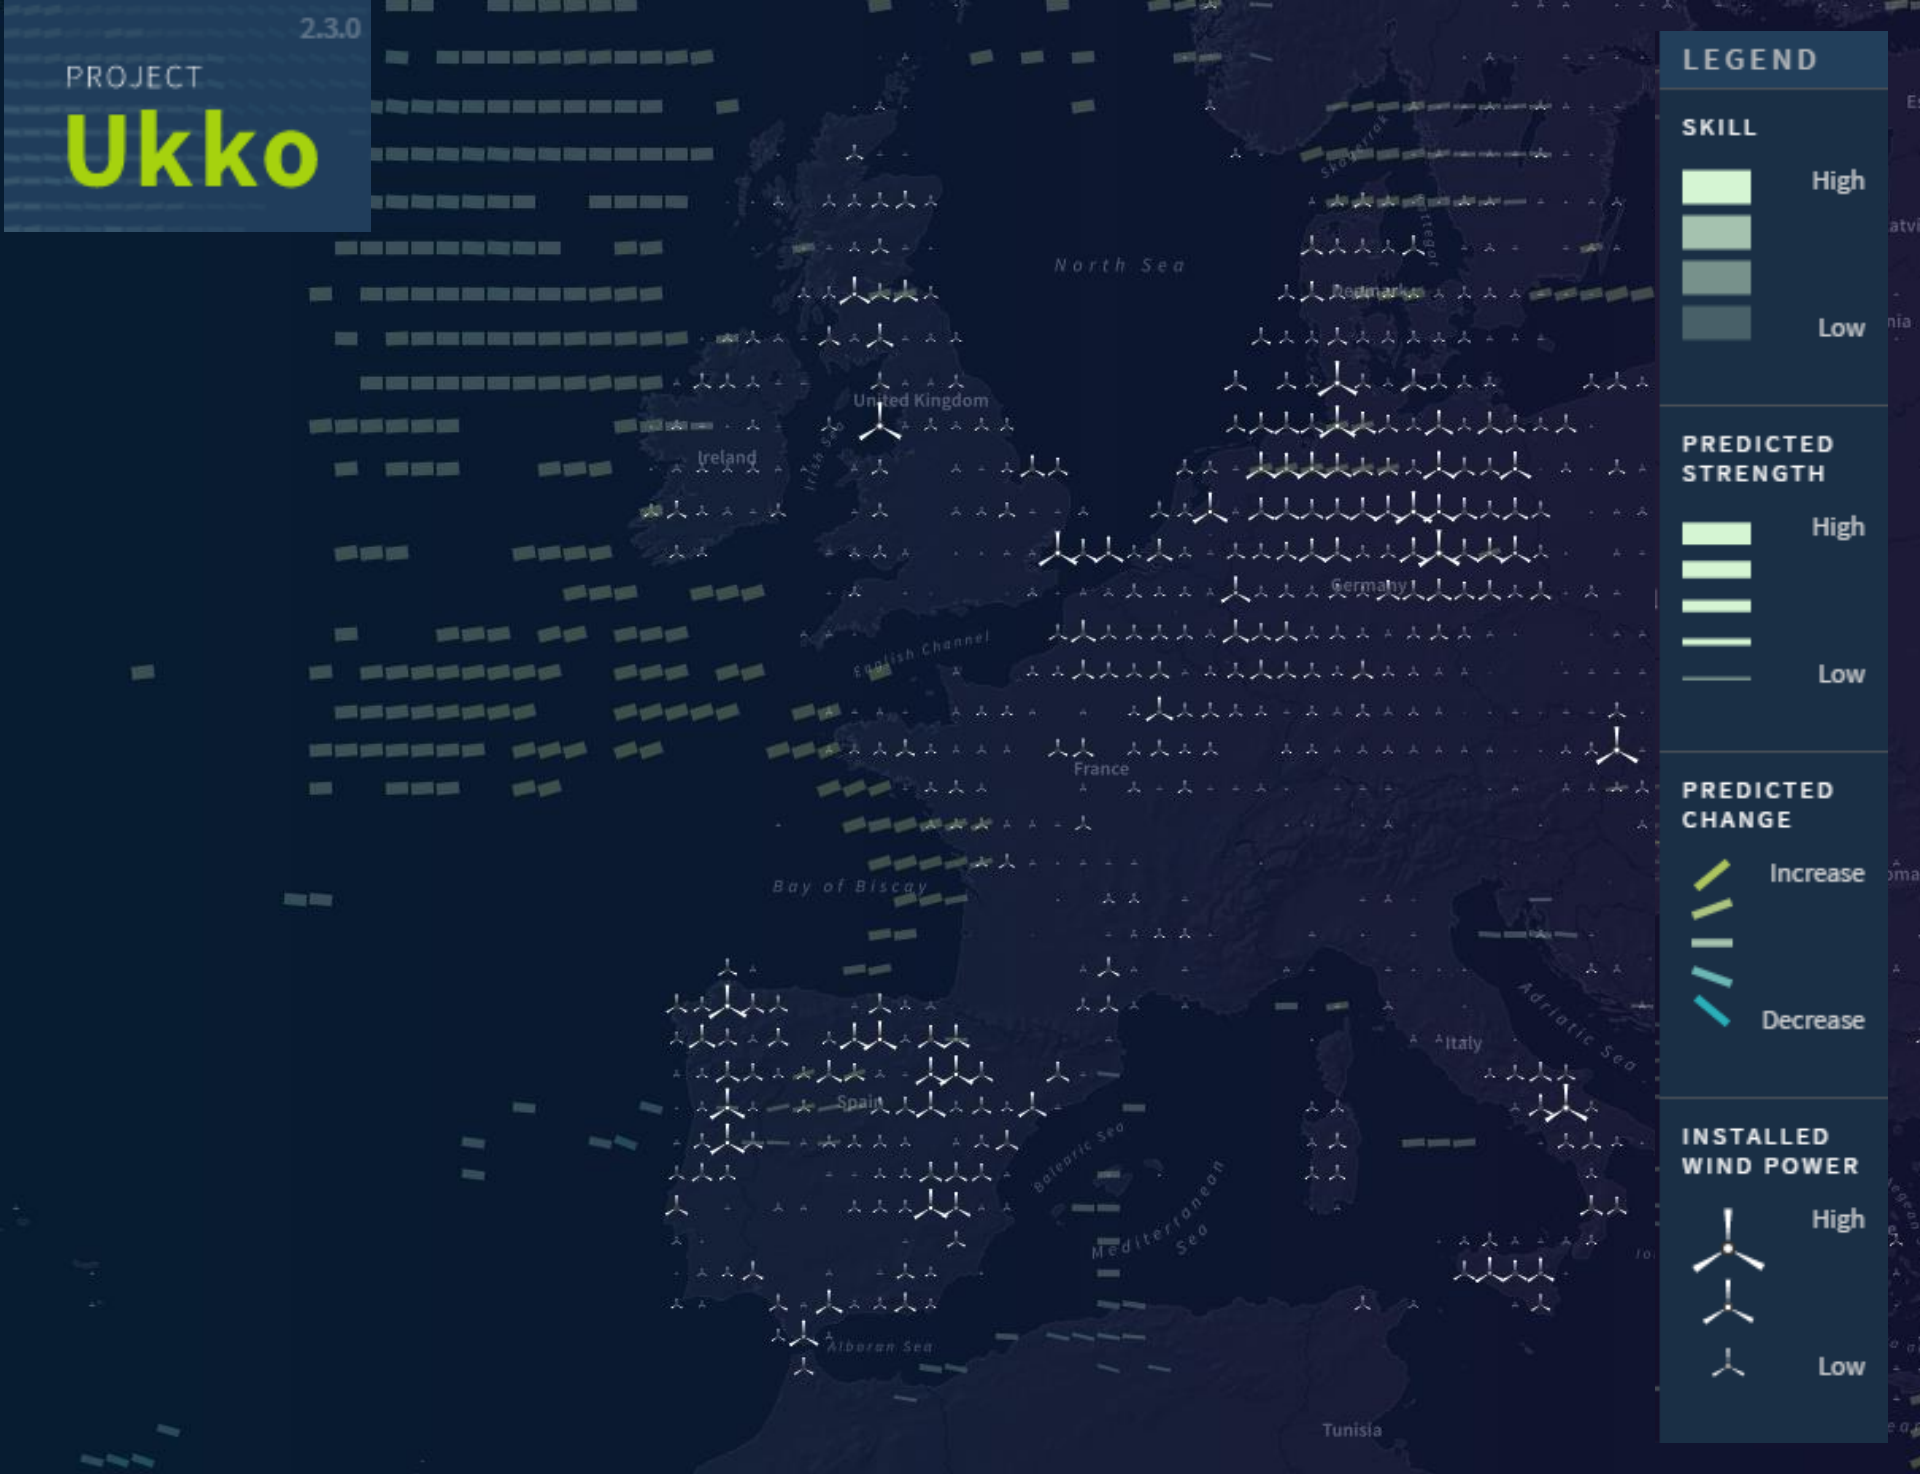 2.3.0
PROJECT
Ukko
LEGEND
SKILL
High
Low
PREDICTED
STRENGTH
High
Low
PREDICTED
CHANGE
Increase
Decrease
INSTALLED
WIND POWER
High
Low
Skagerrak
North Sea
Denmark
United Kingdom
Irish Sea
Ireland
Germany
English Channel
France
Bay of Biscay
Adriatic Sea
Italy
Spain
Balearic Sea
Mediterranean
Sea
Alboran Sea
Tunisia